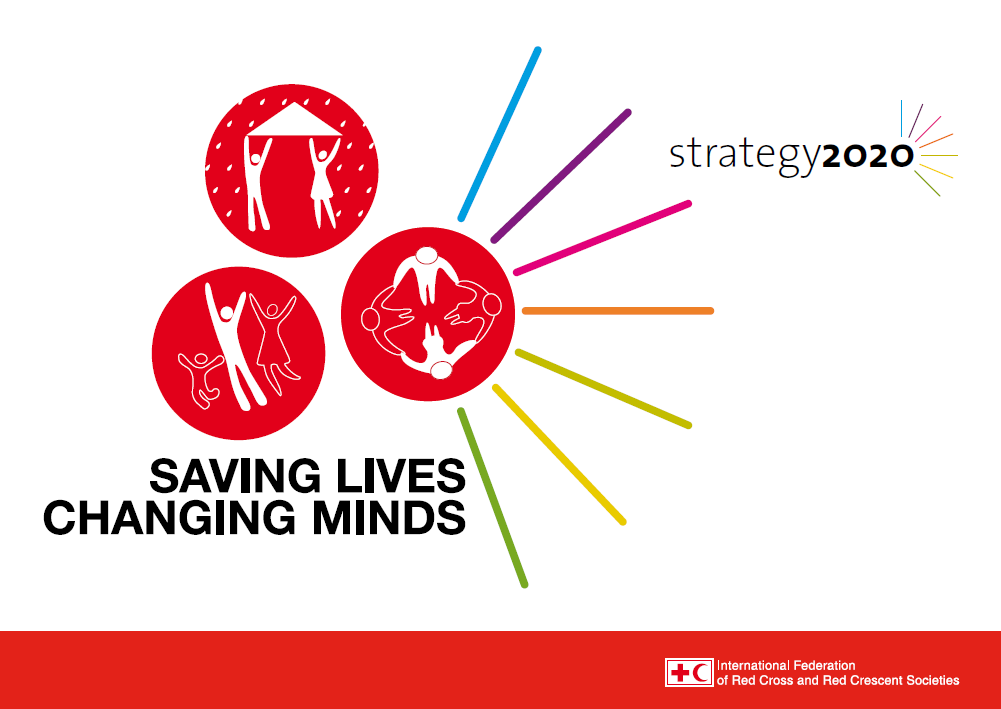 strategy2020
SAVING LIVES
CHANGING MINDS
International Federation
of Red Cross and Red Crescent Societies